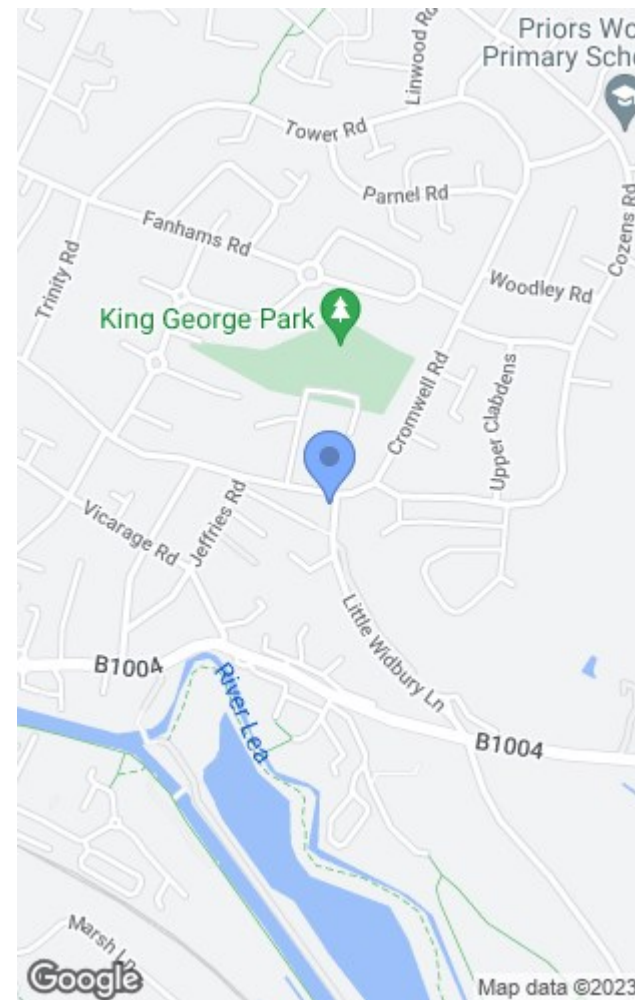 Priors Wo
Primary Scho
Linwood Rd
Tower Rd
Parnel Rd
Cozens Rd
Fanhams Rd
Trinity Rd
Woodley Rd
King George Park
Cromwell Rd
Upper Clabdens
Jeffries Rd
Vicarage Rd
Little Widbury Ln
B1004
River Lea
B1004
Marsh Ln
Google
Map data ©2023